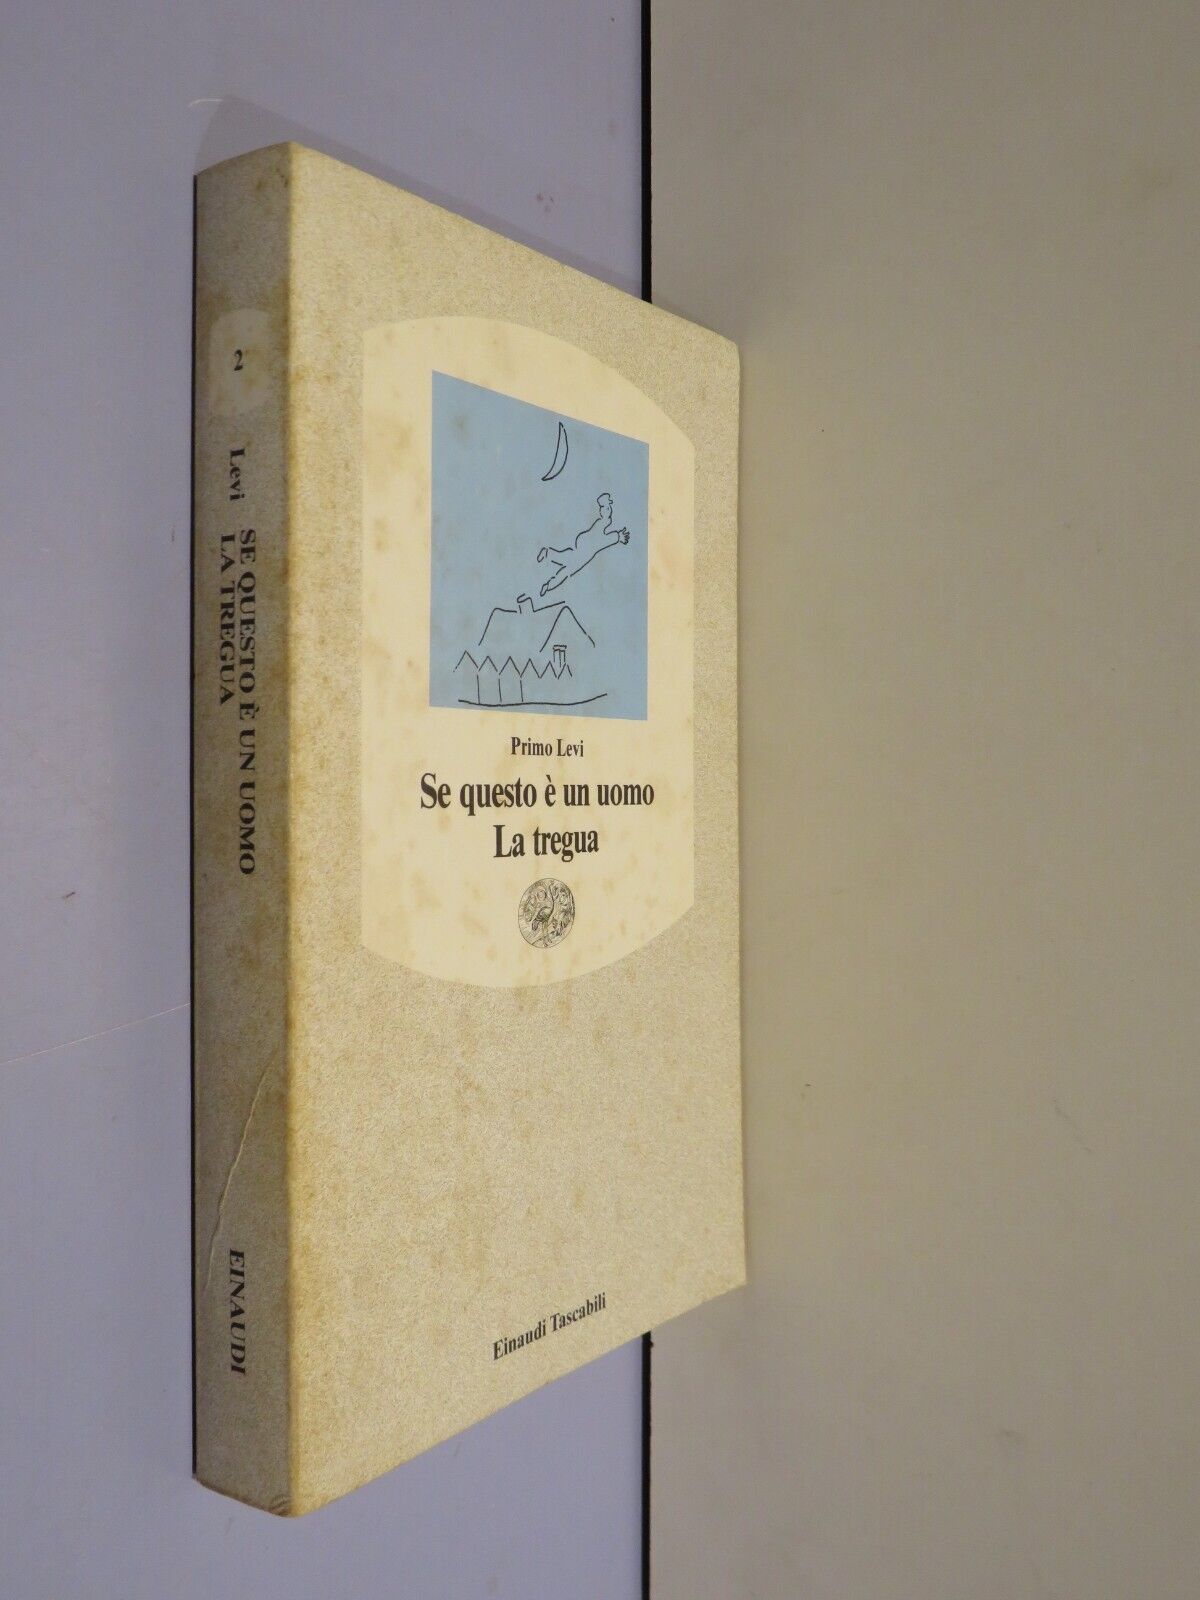 2
Levi
SE QUESTO È UN UOMO
LA TREGUA
EINAUDI
Primo Levi
Se questo è un uomo
La tregua
Einaudi Tascabili